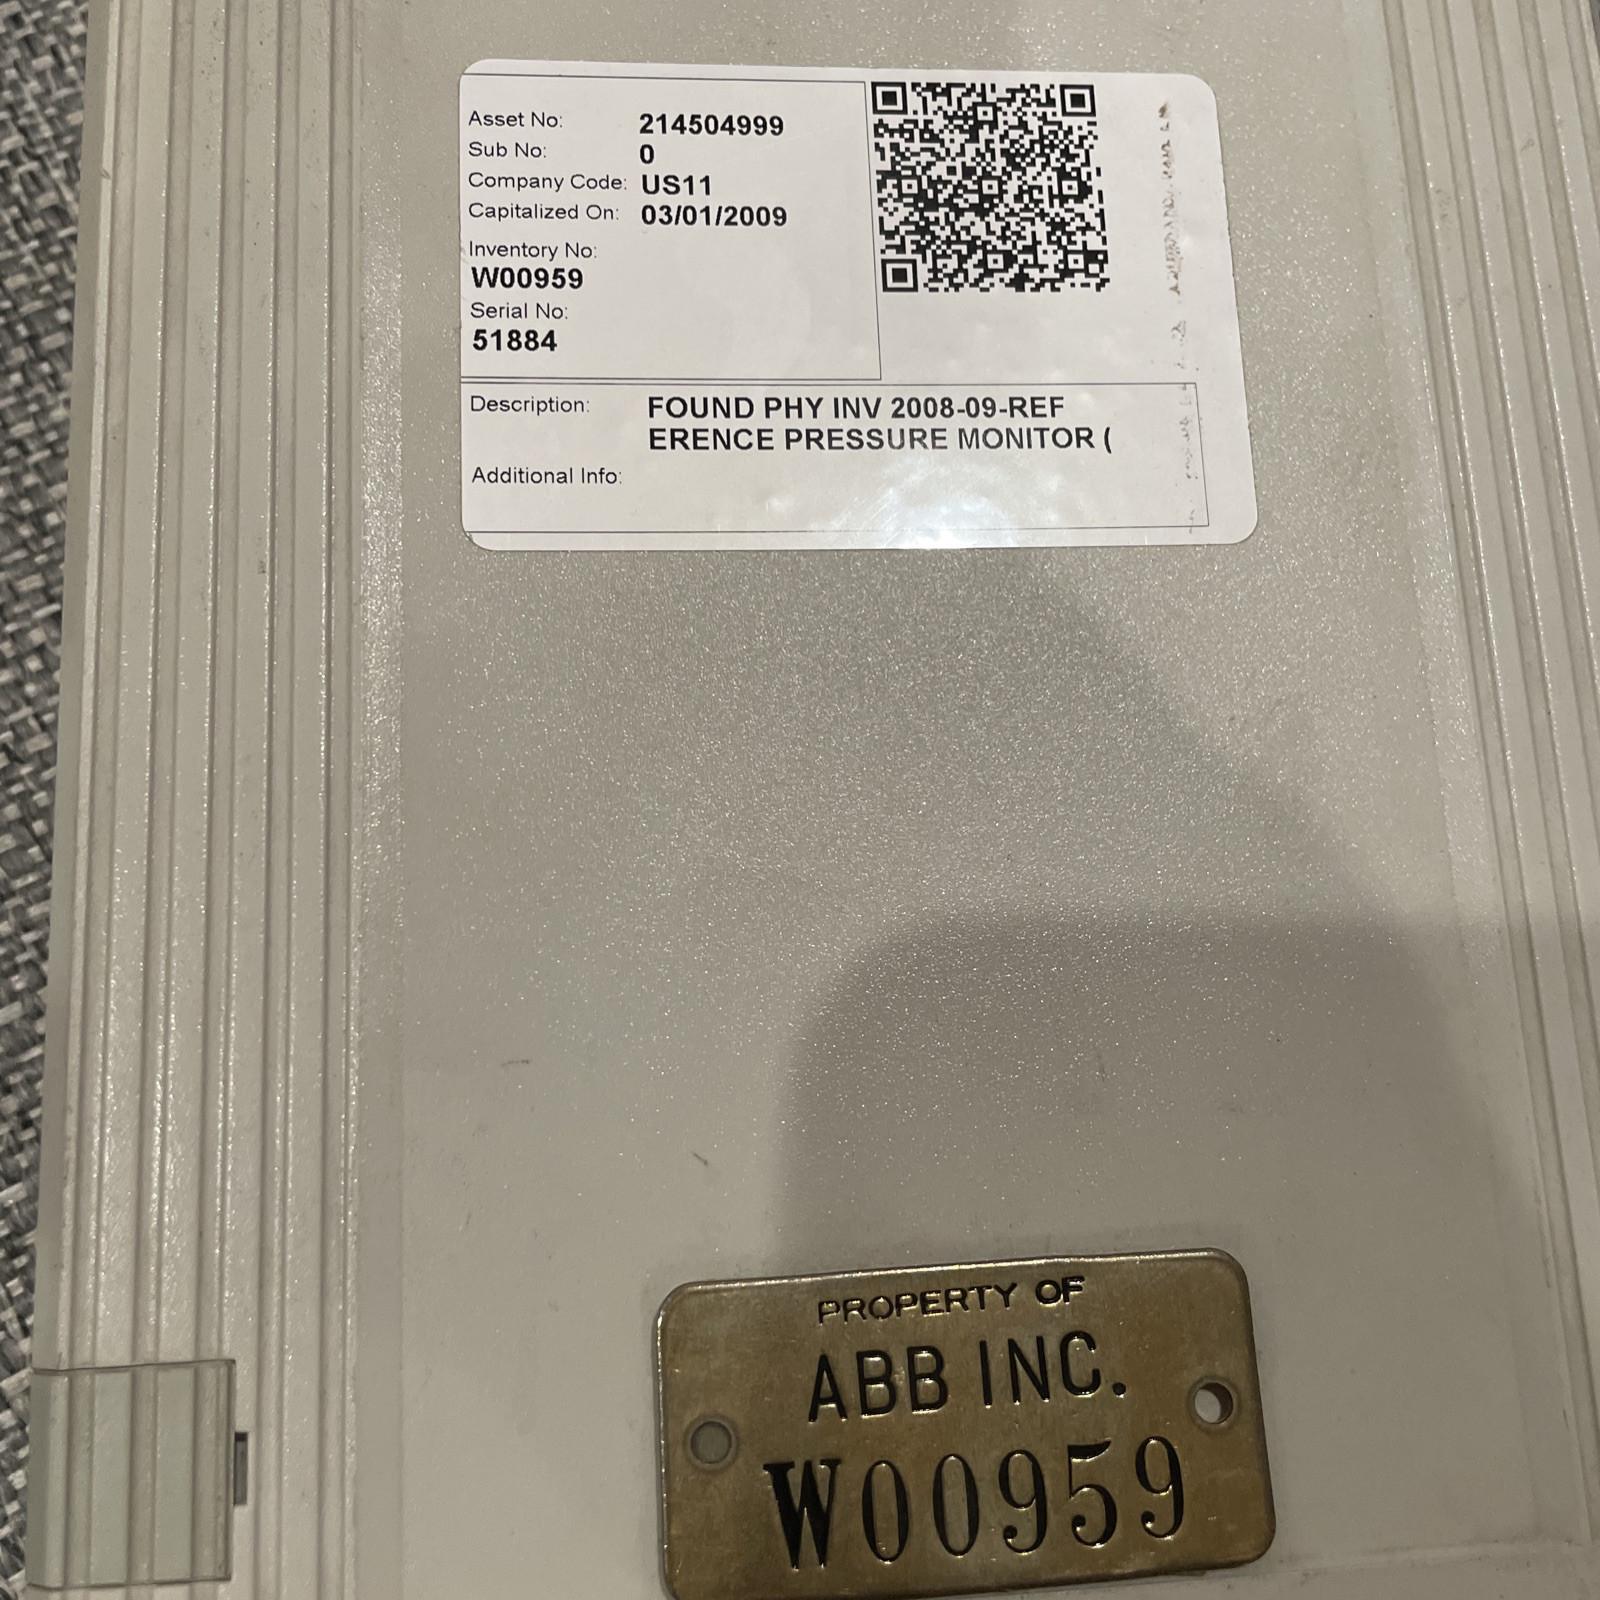 Asset No: 214504999
Sub No: 0
Company Code: US11
Capitalized On: 03/01/2009
Inventory No:
W00959
Serial No:
51884
Description: FOUND PHY INV 2008-09-REF
ERENCE PRESSURE MONITOR (
Additional Info:
PROPERTY OF
ABB INC.
W00959